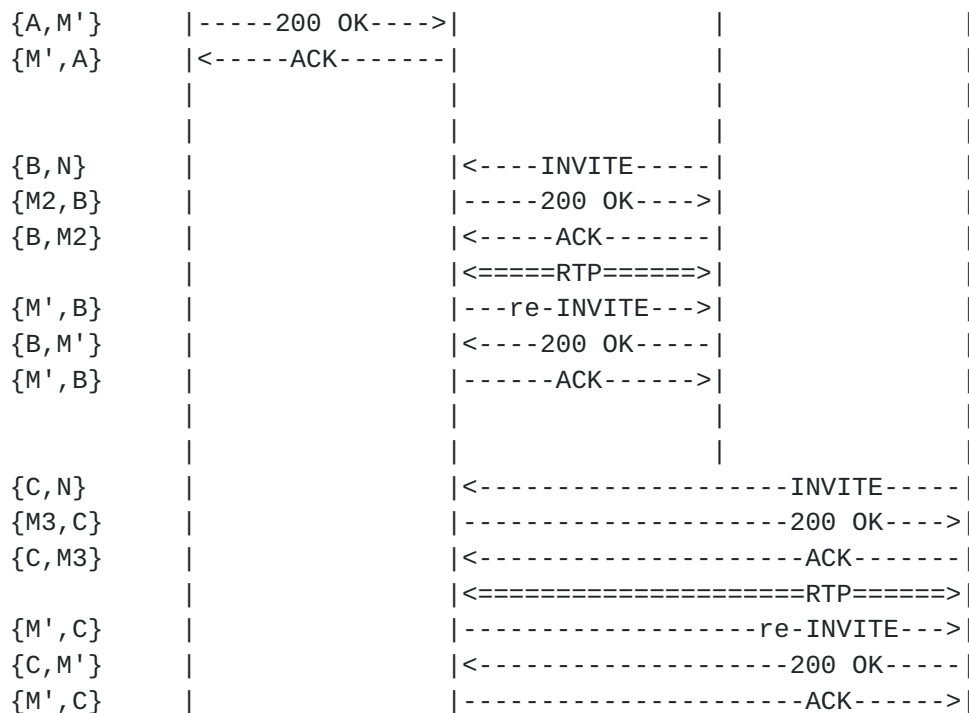 {A,M'}     |-----200 OK---->|                |               |
{M',A}     |<-----ACK-------|                |               |
           |                |                |               |
           |                |                |               |
{B,N}      |                |<----INVITE-----|               |
{M2,B}     |                |-----200 OK---->|               |
{B,M2}     |                |<-----ACK-------|               |
           |                |<=====RTP======>|               |
{M',B}     |                |---re-INVITE--->|               |
{B,M'}     |                |<----200 OK-----|               |
{M',B}     |                |------ACK------>|               |
           |                |                |               |
           |                |                |               |
{C,N}      |                |<--------------------INVITE-----|
{M3,C}     |                |---------------------200 OK---->|
{C,M3}     |                |<---------------------ACK-------|
           |                |<=====================RTP======>|
{M',C}     |                |-------------------re-INVITE--->|
{C,M'}     |                |<--------------------200 OK-----|
{M',C}     |                |----------------------ACK------>|